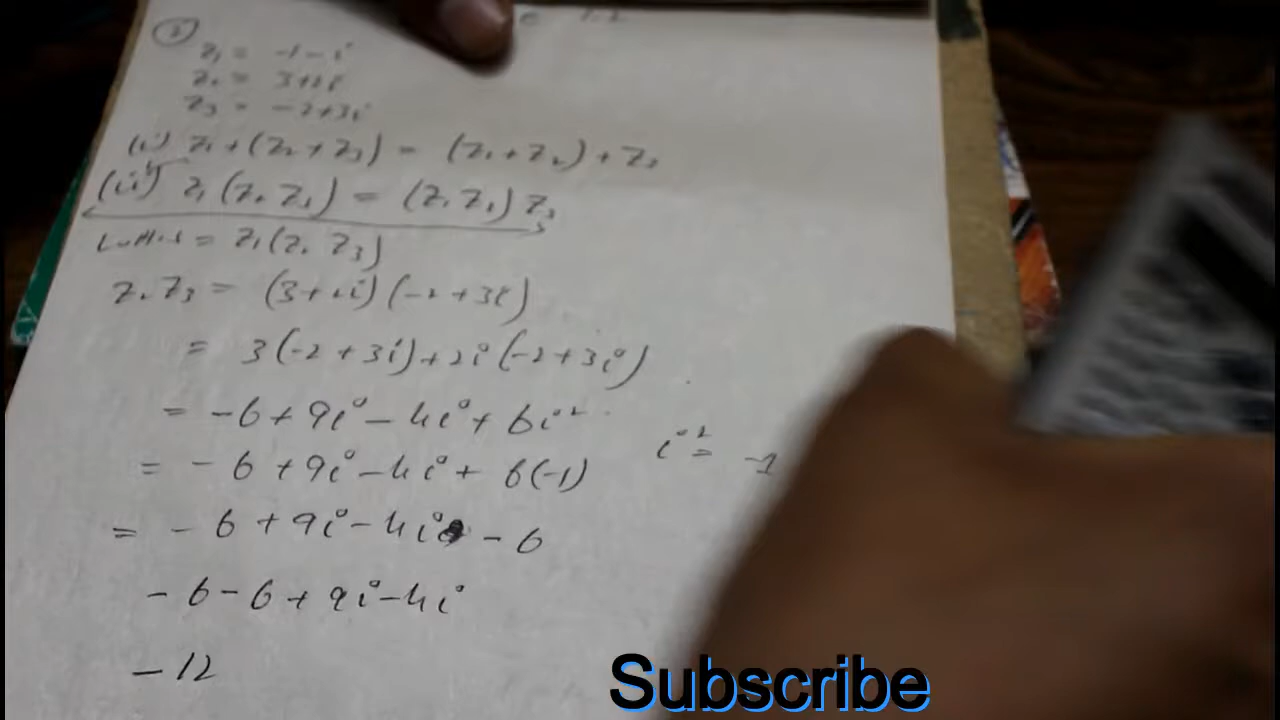 ②
z₁ = -1 - i
z₂ = 3+2i
z₃ = -2+3i
(i) z₁+(z₂+z₃) = (z₁+z₂)+z₃
(ii) z₁(z₂ z₃) = (z₁ z₂) z₃
L.H.S = z₁(z₂ z₃)
z₂ z₃ = (3+2i)(-2+3i)
= 3(-2+3i)+2i(-2+3i)
= -6+9i-4i+6i²
= -6+9i-4i+6(-1)
i² = -1
= -6+9i-4i-6
-6-6+9i-4i
-12
Subscribe